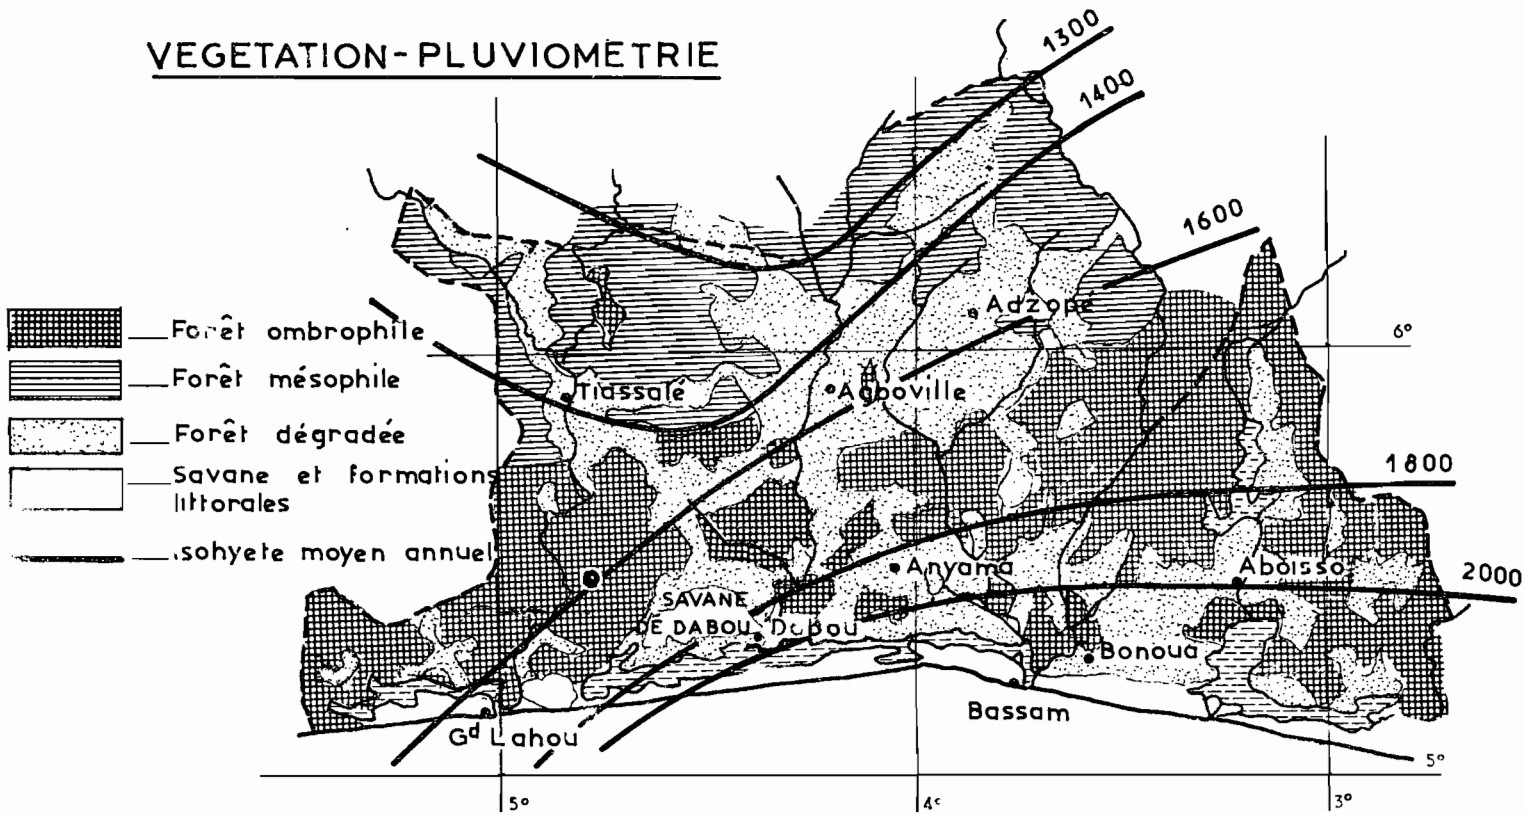 VEGETATION-PLUVIOMETRIE
1300
1400
1600
Adzopé
6°
Forêt ombrophile
Forêt mésophile
Forêt dégradée
Savane et formations
littorales
Isohyete moyen annuel
Tiassalé
Agboville
1800
Anyama
Aboisso
2000
SAVANE
DE DABOU
Dabou
Bonoua
Bassam
Gd Lahou
5°
5°
4°
3°